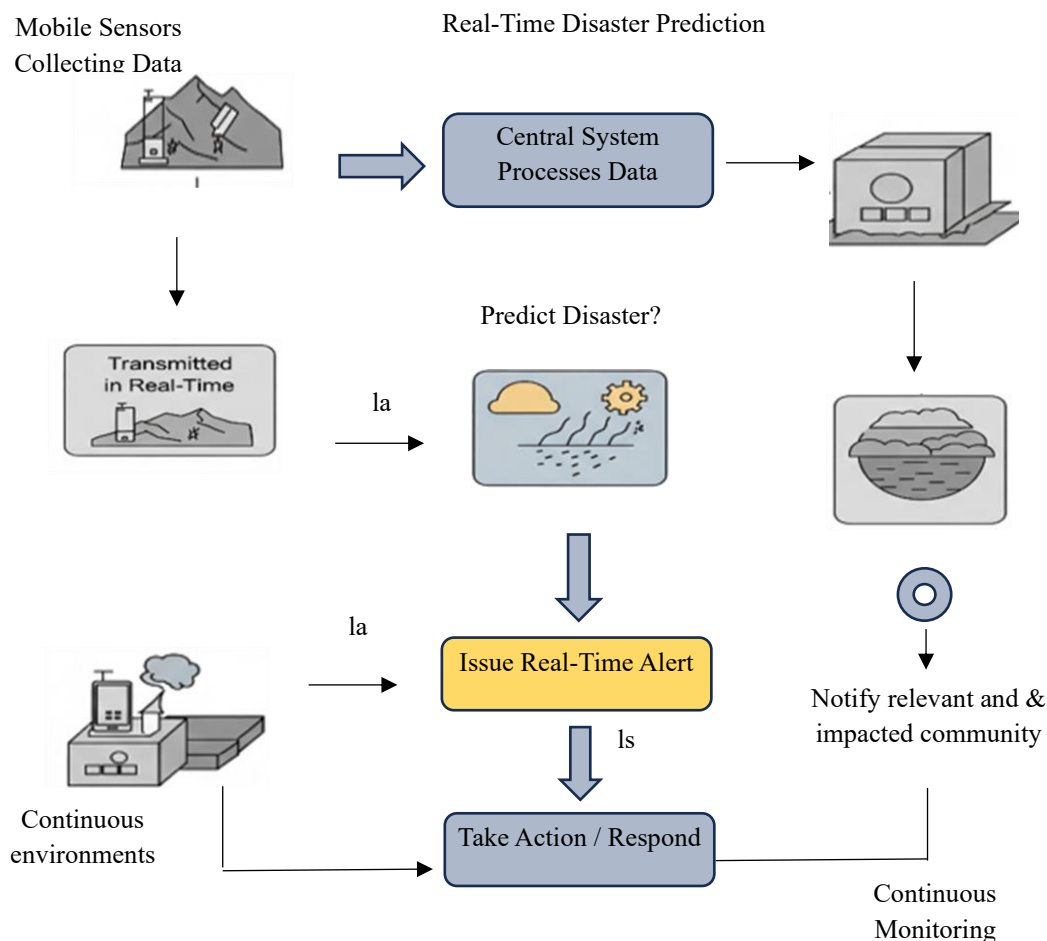 Mobile Sensors
Collecting Data
Real-Time Disaster Prediction
Central System
Processes Data
Predict Disaster?
Transmitted
in Real-Time
la
la
Issue Real-Time Alert
Notify relevant and &
impacted community
ls
Continuous
environments
Take Action / Respond
Continuous
Monitoring